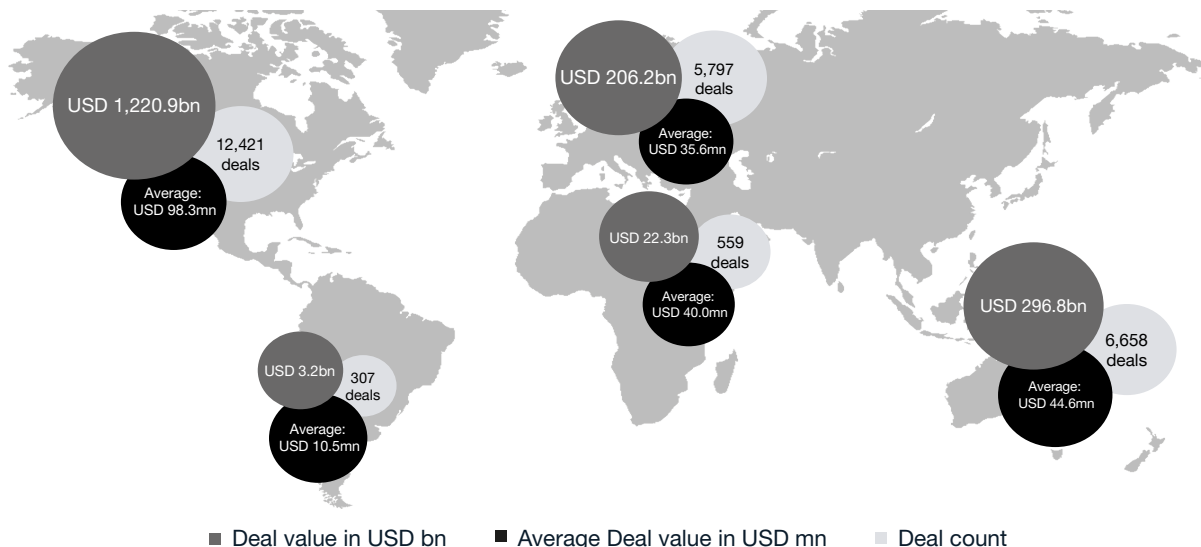 USD 1,220.9bn
12,421
deals
Average:
USD 98.3mn
USD 206.2bn
5,797
deals
Average:
USD 35.6mn
USD 22.3bn
559
deals
Average:
USD 40.0mn
USD 296.8bn
6,658
deals
Average:
USD 44.6mn
USD 3.2bn
307
deals
Average:
USD 10.5mn
Deal value in USD bn
Average Deal value in USD mn
Deal count